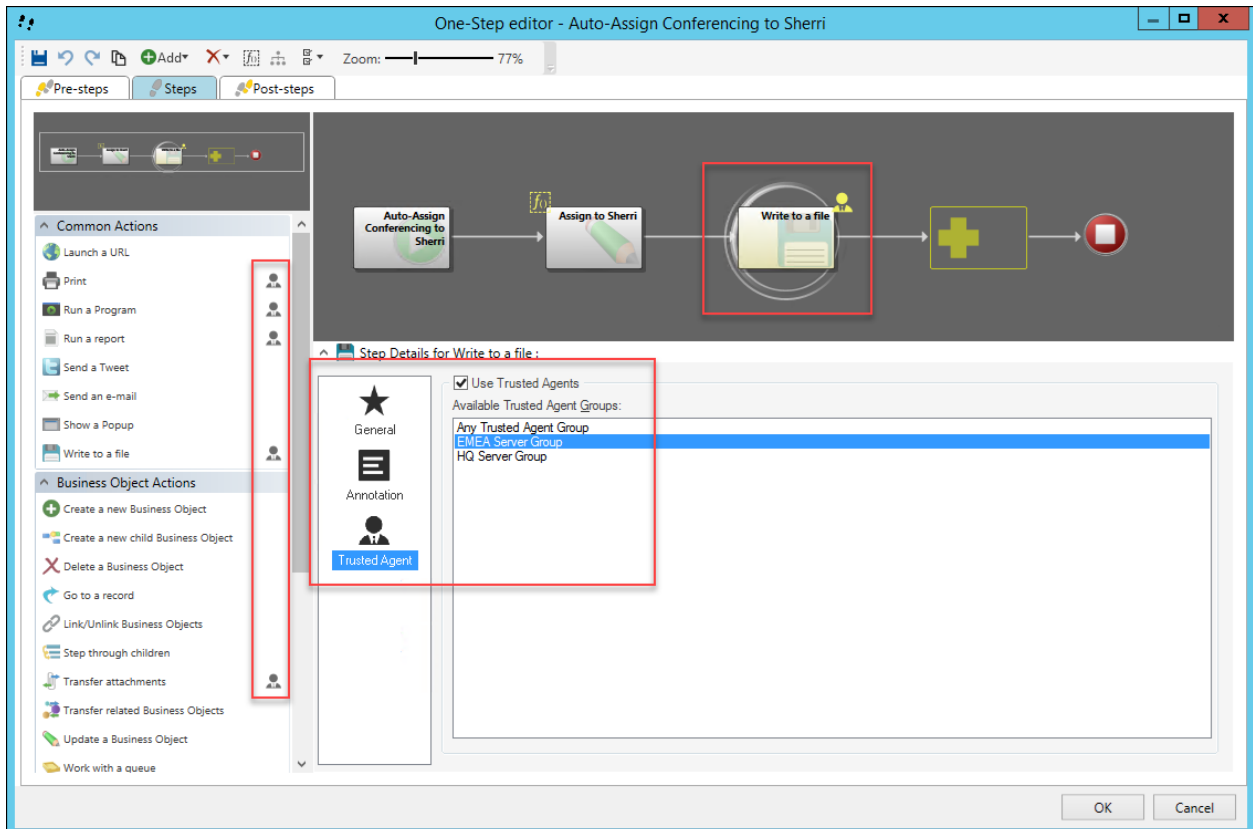 One-Step editor - Auto-Assign Conferencing to Sherri
Add
Zoom:
77%
Pre-steps
Steps
Post-steps
Common Actions
Launch a URL
Print
Run a Program
Run a report
Send a Tweet
Send an e-mail
Show a Popup
Write to a file
Business Object Actions
Create a new Business Object
Create a new child Business Object
Delete a Business Object
Go to a record
Link/Unlink Business Objects
Step through children
Transfer attachments
Transfer related Business Objects
Update a Business Object
Work with a queue
Auto-Assign
Conferencing to
Sherri
f()
Assign to Sherri
Write to a file
Step Details for Write to a file :
General
Annotation
Trusted Agent
Use Trusted Agents
Available Trusted Agent Groups:
Any Trusted Agent Group
EMEA Server Group
HQ Server Group
OK
Cancel